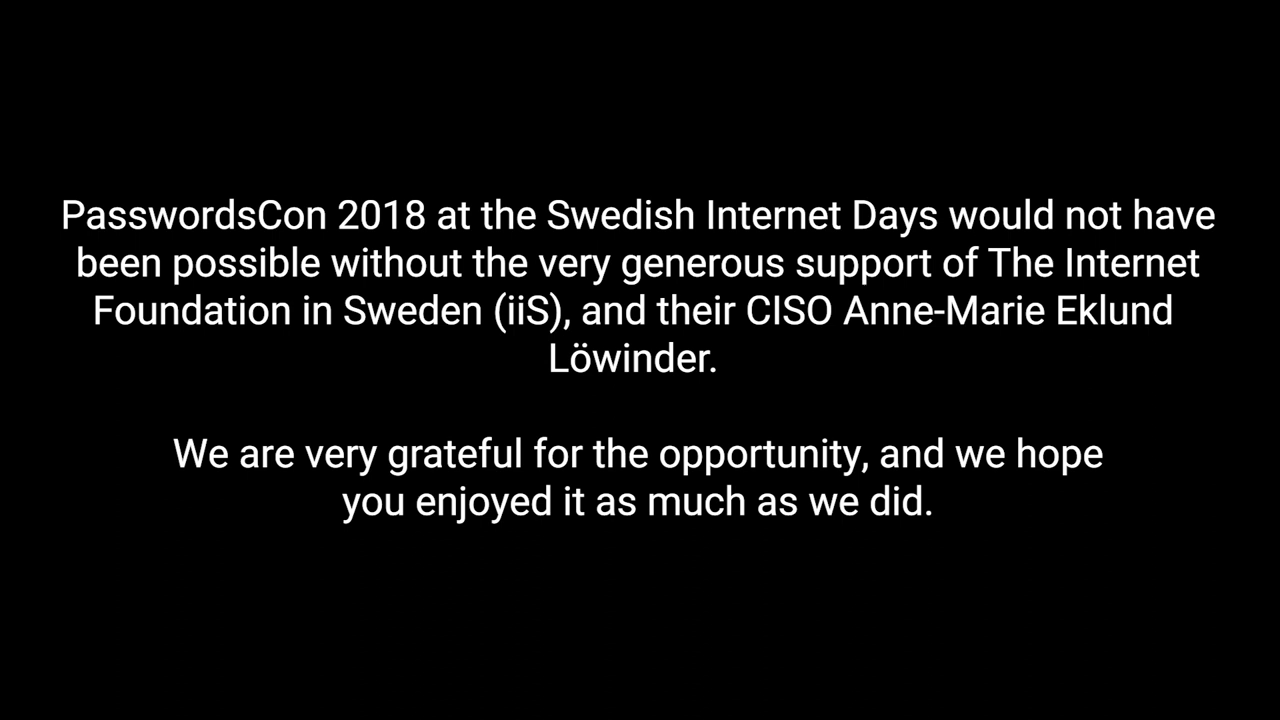 PasswordsCon 2018 at the Swedish Internet Days would not have
been possible without the very generous support of The Internet
Foundation in Sweden (iiS), and their CISO Anne-Marie Eklund
Löwinder.
We are very grateful for the opportunity, and we hope
you enjoyed it as much as we did.